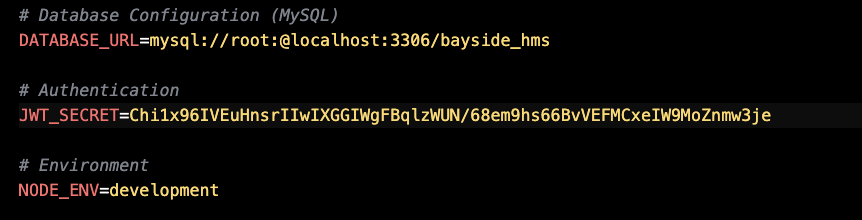 # Database Configuration (MySQL)
DATABASE_URL=mysql://root:@localhost:3306/bayside_hms
# Authentication
JWT_SECRET=Chi1x96IVEuHnsrIIwIXGGIWgFBqlzWUN/68em9hs66BvVEFMCxeIW9MoZnmw3je
# Environment
NODE_ENV=development